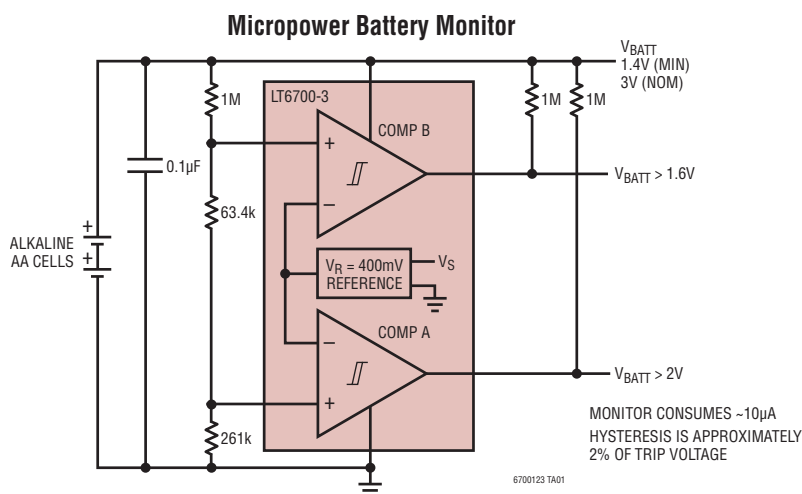 Micropower Battery Monitor
VBATT
1.4V (MIN)
3V (NOM)
LT6700-3
1M
1M
1M
COMP B
+
–
0.1µF
VBATT > 1.6V
63.4k
+
+
ALKALINE
AA CELLS
VR = 400mV
REFERENCE
VS
COMP A
–
+
VBATT > 2V
261k
MONITOR CONSUMES ~10µA
HYSTERESIS IS APPROXIMATELY
2% OF TRIP VOLTAGE
6700123 TA01